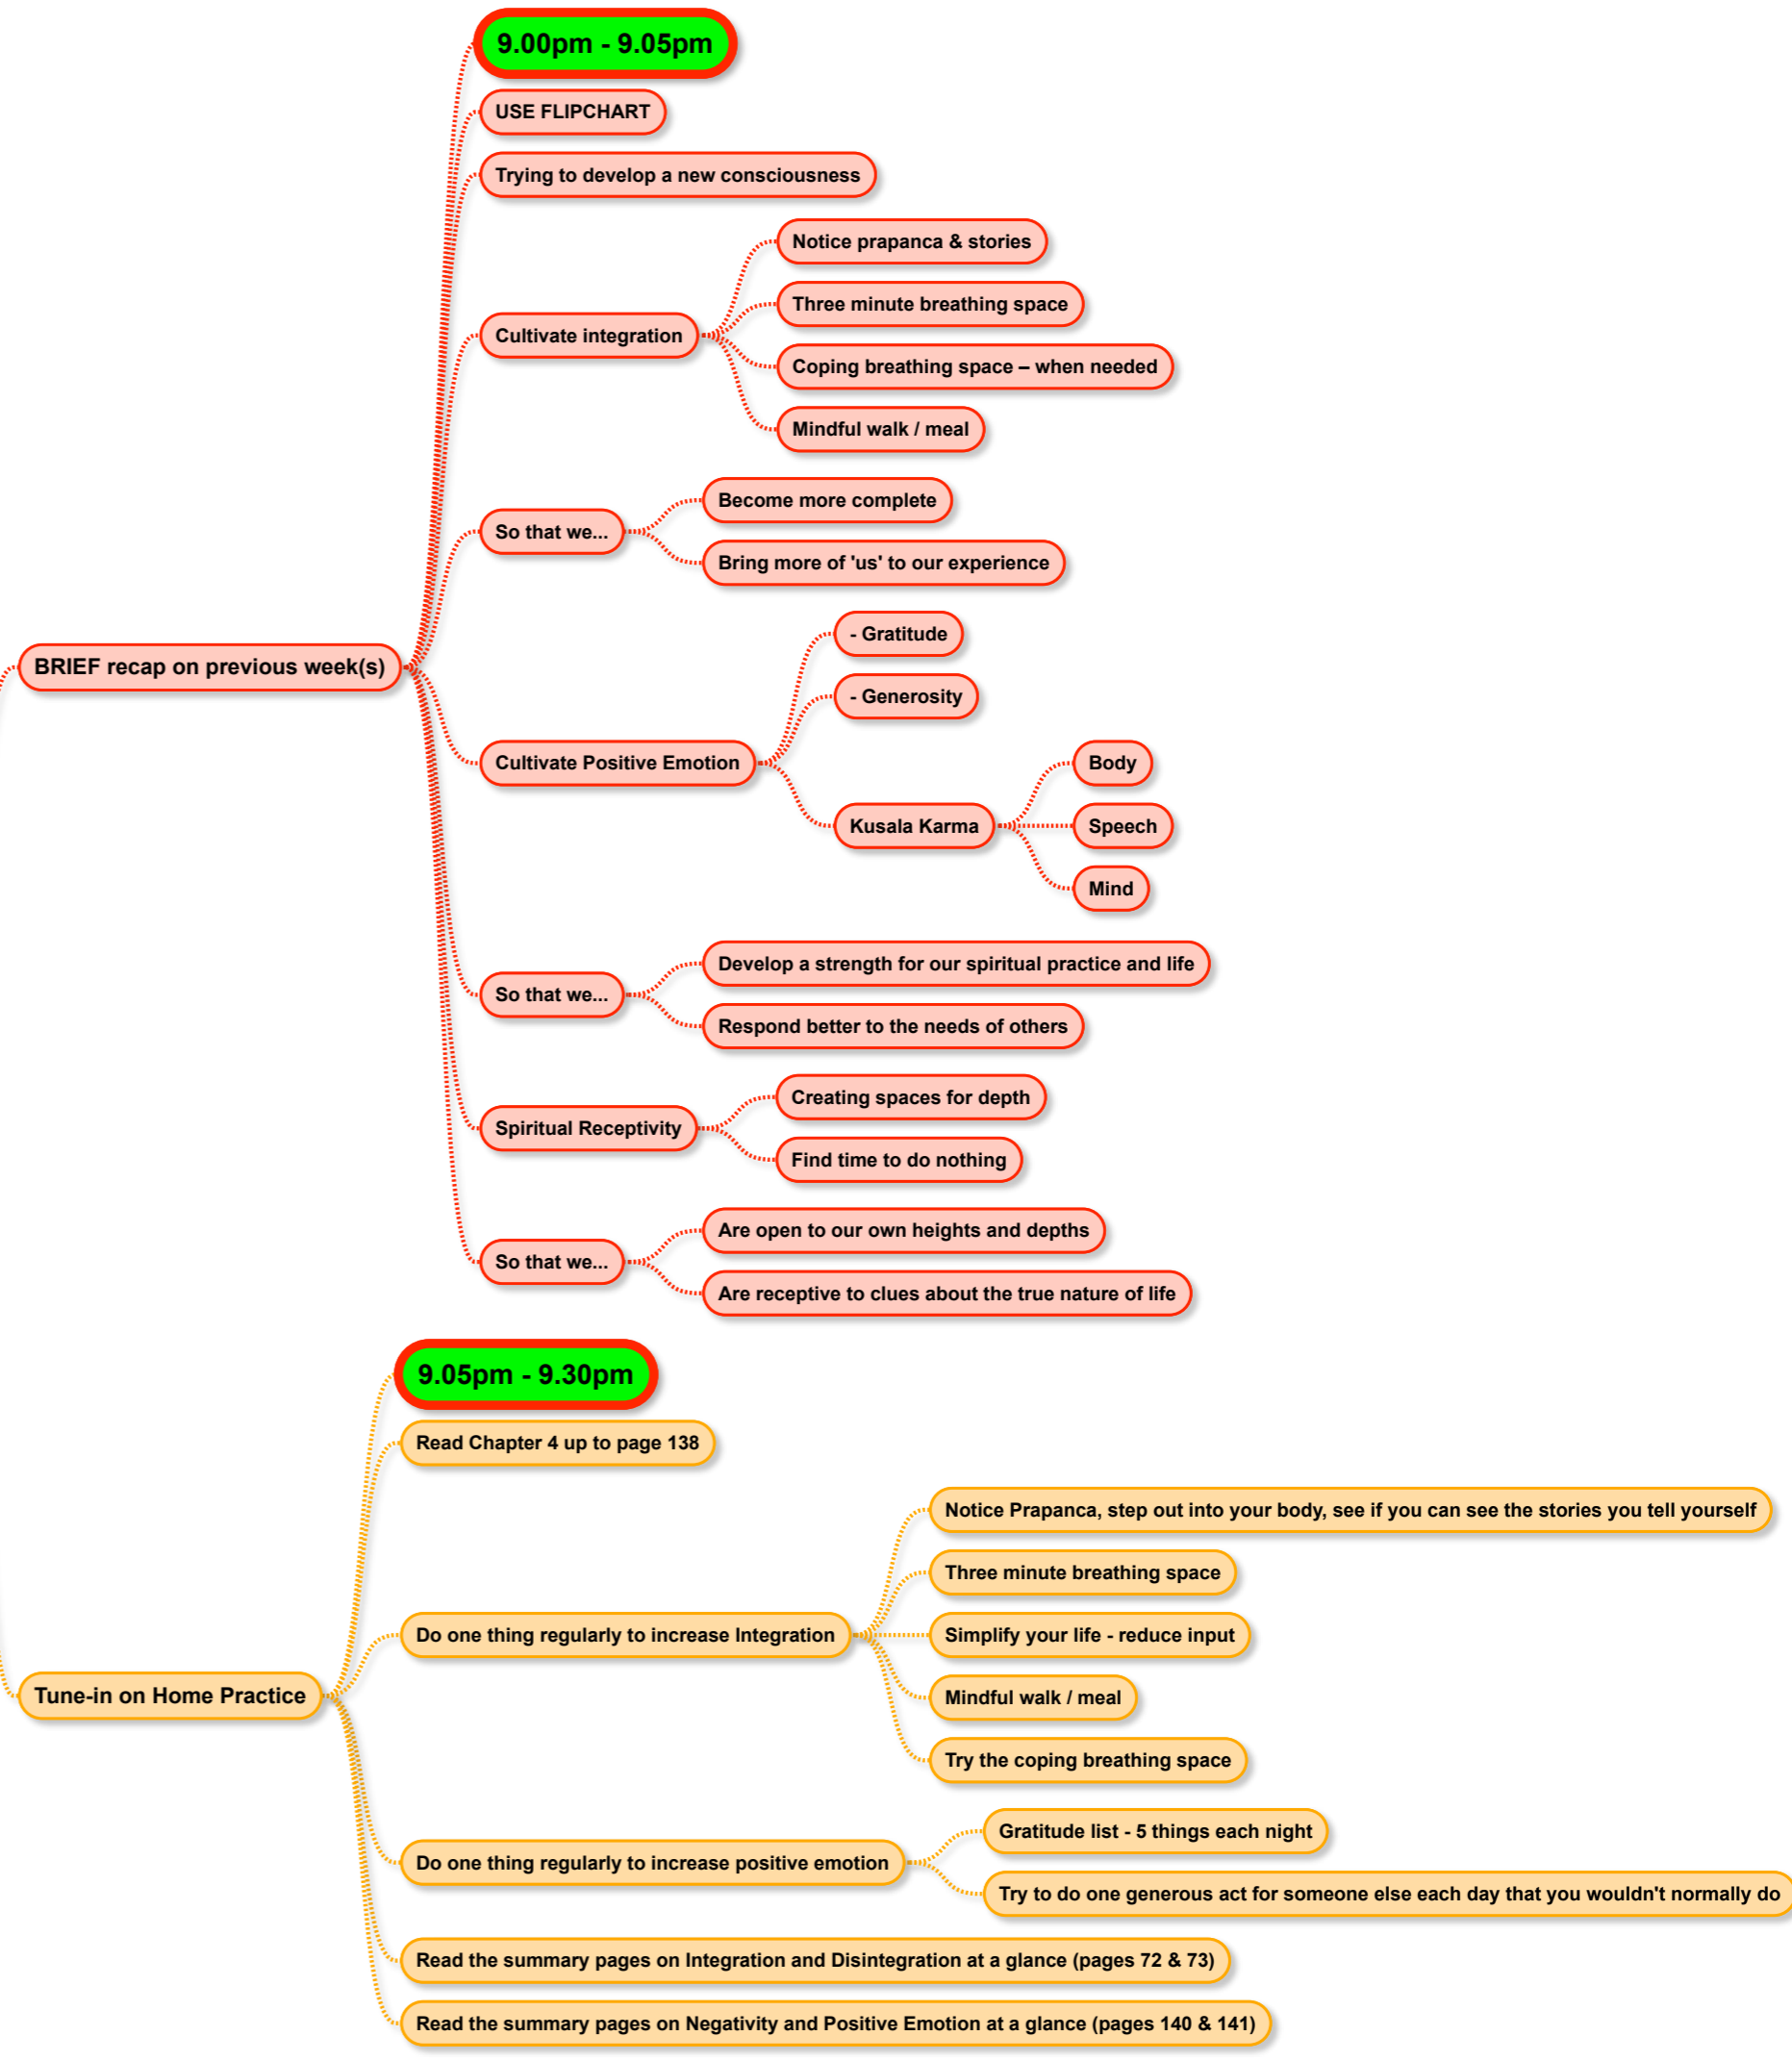 BRIEF recap on previous week(s)
9.00pm - 9.05pm
USE FLIPCHART
Trying to develop a new consciousness
Cultivate integration
Notice prapanca & stories
Three minute breathing space
Coping breathing space – when needed
Mindful walk / meal
So that we...
Become more complete
Bring more of 'us' to our experience
Cultivate Positive Emotion
- Gratitude
- Generosity
Kusala Karma
Body
Speech
Mind
So that we...
Develop a strength for our spiritual practice and life
Respond better to the needs of others
Spiritual Receptivity
Creating spaces for depth
Find time to do nothing
So that we...
Are open to our own heights and depths
Are receptive to clues about the true nature of life
Tune-in on Home Practice
9.05pm - 9.30pm
Read Chapter 4 up to page 138
Do one thing regularly to increase Integration
Notice Prapanca, step out into your body, see if you can see the stories you tell yourself
Three minute breathing space
Simplify your life - reduce input
Mindful walk / meal
Try the coping breathing space
Do one thing regularly to increase positive emotion
Gratitude list - 5 things each night
Try to do one generous act for someone else each day that you wouldn't normally do
Read the summary pages on Integration and Disintegration at a glance (pages 72 & 73)
Read the summary pages on Negativity and Positive Emotion at a glance (pages 140 & 141)